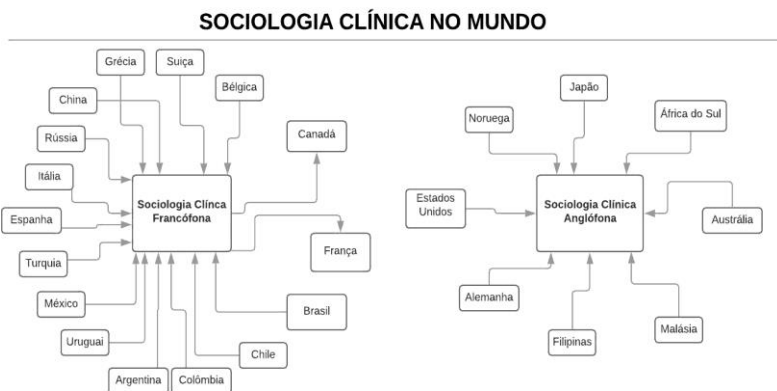 SOCIOLOGIA CLÍNICA NO MUNDO
Grécia
Suiça
Bélgica
China
Canadá
Rússia
Itália
Sociologia Clínca
Francófona
Espanha
França
Turquia
México
Brasil
Uruguai
Chile
Argentina
Colômbia
Japão
Noruega
África do Sul
Estados
Unidos
Sociologia Clínica
Anglófona
Austrália
Alemanha
Filipinas
Malásia